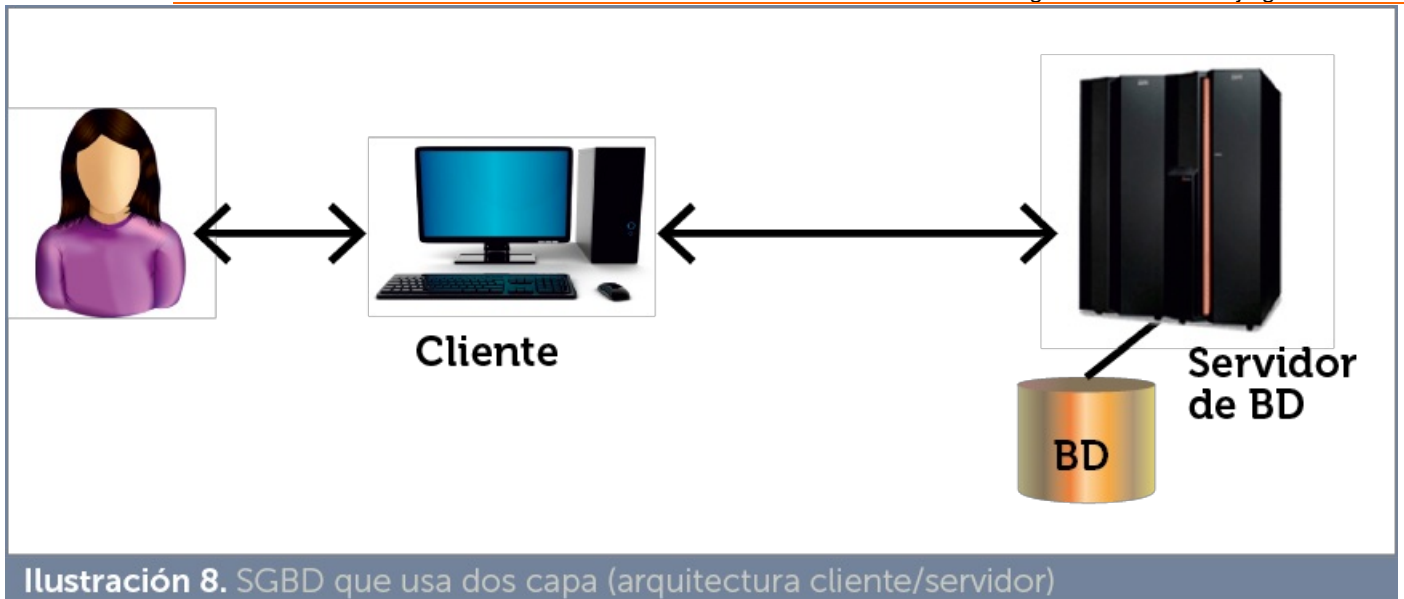 Cliente
Servidor
de BD
BD
Ilustración 8. SGBD que usa dos capa (arquitectura cliente/servidor)